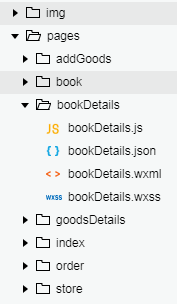 img
pages
addGoods
book
bookDetails
JS bookDetails.js
{ } bookDetails.json
< > bookDetails.wxml
wxss bookDetails.wxss
goodsDetails
index
order
store